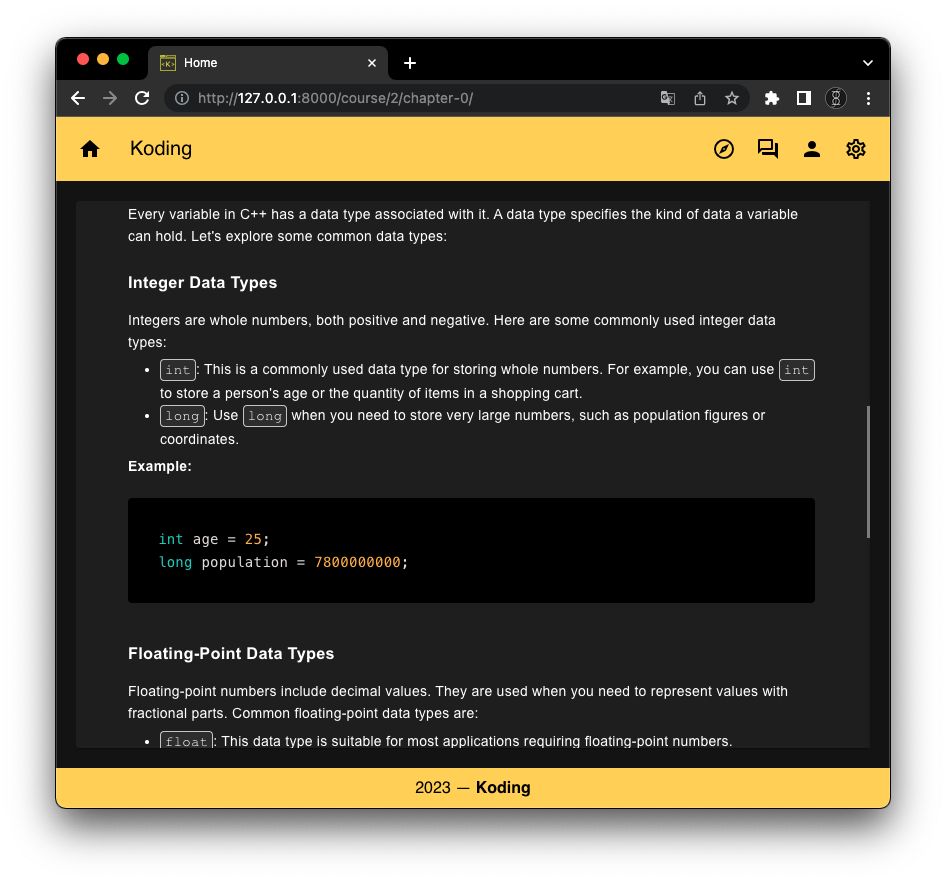 Home
http://127.0.0.1:8000/course/2/chapter-0/
Koding
Every variable in C++ has a data type associated with it. A data type specifies the kind of data a variable
can hold. Let's explore some common data types:
Integer Data Types
Integers are whole numbers, both positive and negative. Here are some commonly used integer data
types:
• int: This is a commonly used data type for storing whole numbers. For example, you can use int
to store a person's age or the quantity of items in a shopping cart.
• long: Use long when you need to store very large numbers, such as population figures or
coordinates.
Example:
int age = 25;
long population = 7800000000;
Floating-Point Data Types
Floating-point numbers include decimal values. They are used when you need to represent values with
fractional parts. Common floating-point data types are:
• float: This data type is suitable for most applications requiring floating-point numbers.
2023 — Koding